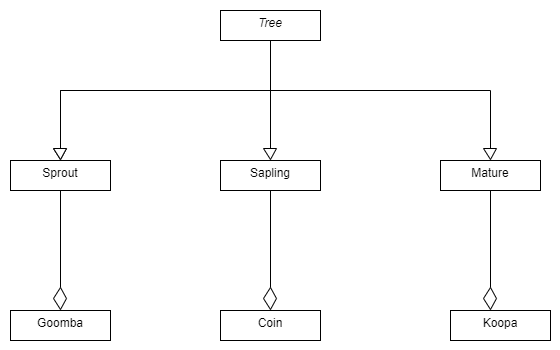 Tree
Sprout
Sapling
Mature
Goomba
Coin
Koopa